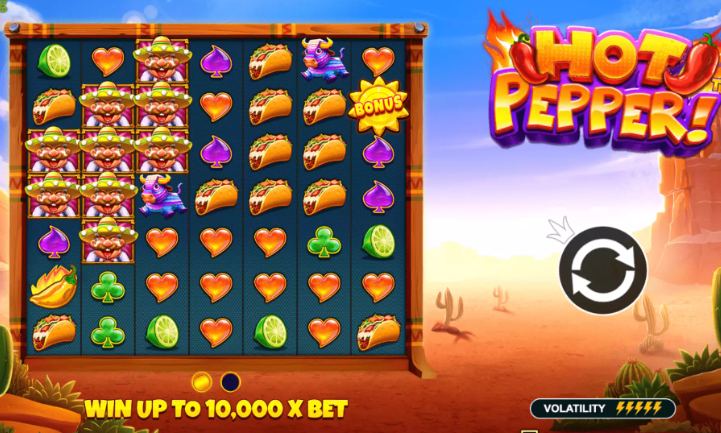 HOT
PEPPER!
BONUS
WIN UP TO 10,000 X BET
VOLATILITY